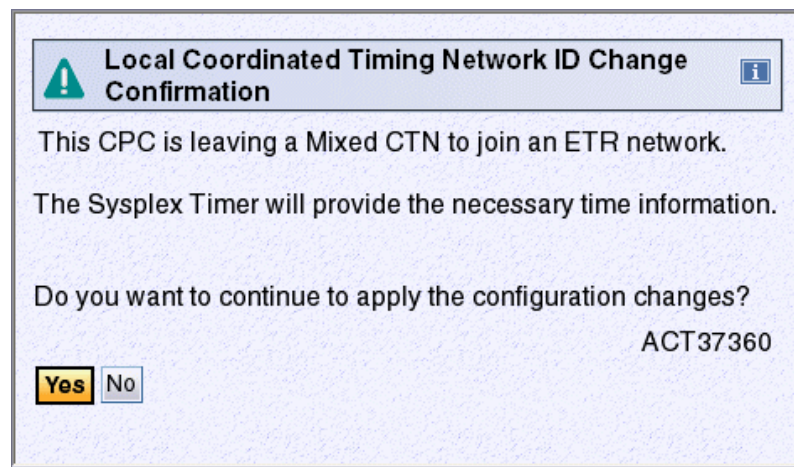 Local Coordinated Timing Network ID Change
Confirmation
i
This CPC is leaving a Mixed CTN to join an ETR network.
The Sysplex Timer will provide the necessary time information.
Do you want to continue to apply the configuration changes?
ACT37360
Yes No